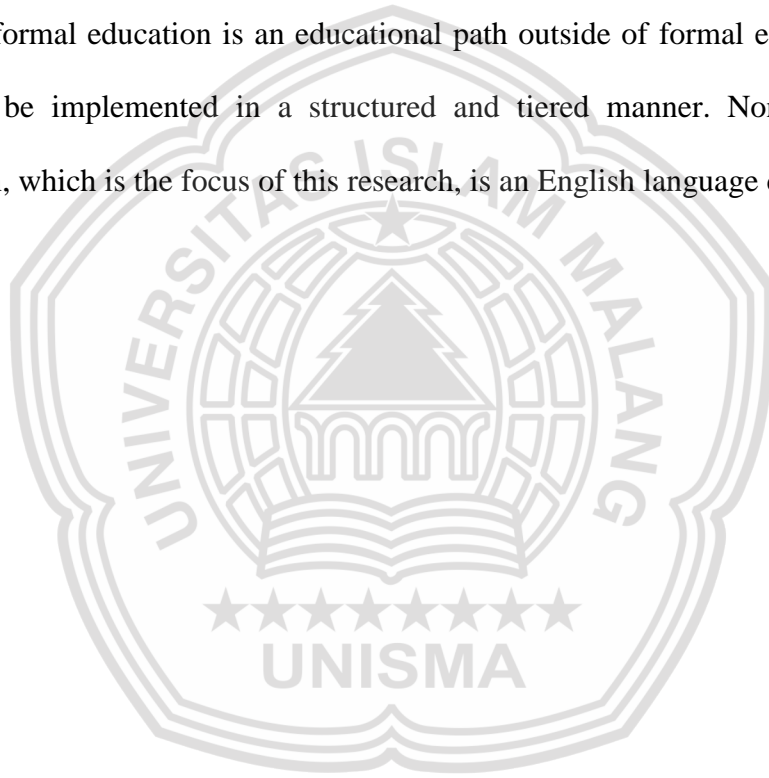 formal education is an educational path outside of formal e
be implemented in a structured and tiered manner. Nor
, which is the focus of this research, is an English language
UNIVERSITAS ISLAM MALANG
UNISMA